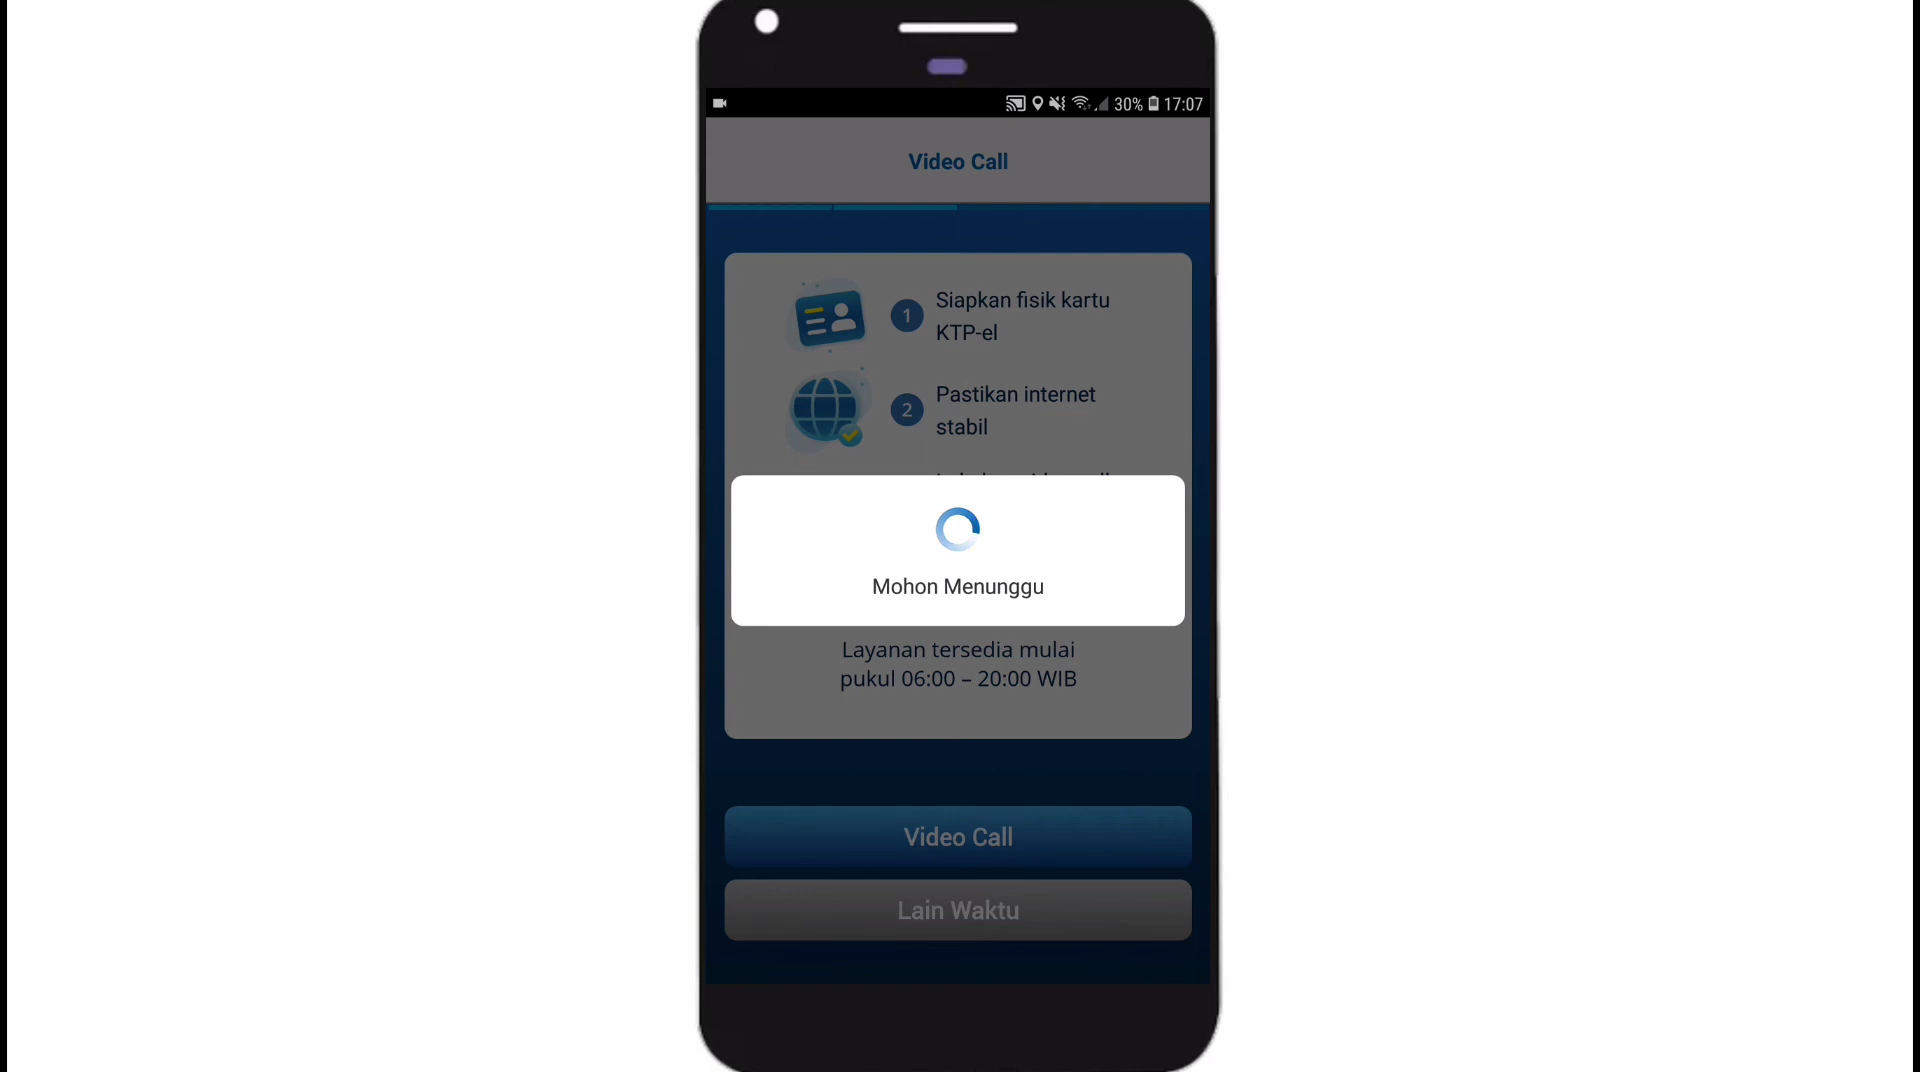 30% 17:07
Video Call
1 Siapkan fisik kartu
KTP-el
2 Pastikan internet
stabil
Mohon Menunggu
Layanan tersedia mulai
pukul 06:00 – 20:00 WIB
Video Call
Lain Waktu